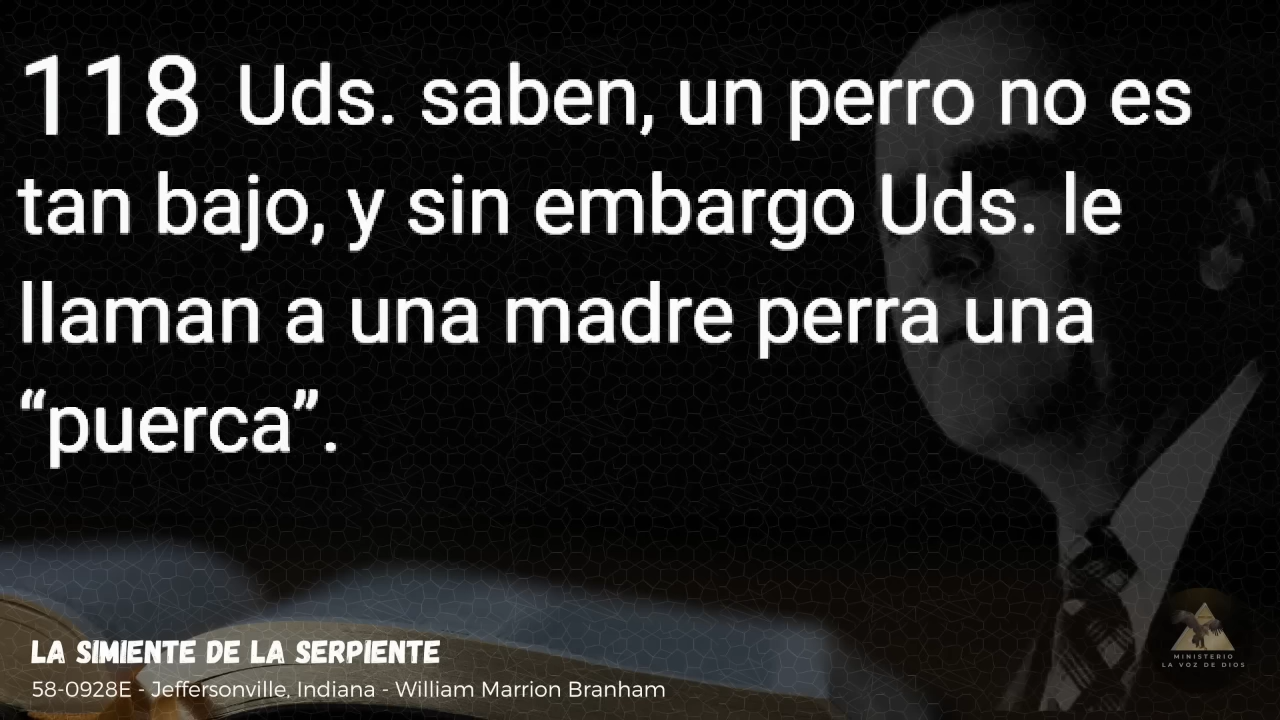 118 Uds. saben, un perro no es
tan bajo, y sin embargo Uds. le
llaman a una madre perra una
“puerca”.
LA SIMIENTE DE LA SERPIENTE
58-0928E - Jeffersonville, Indiana - William Marrion Branham
MINISTERIO
LA VOZ DE DIOS